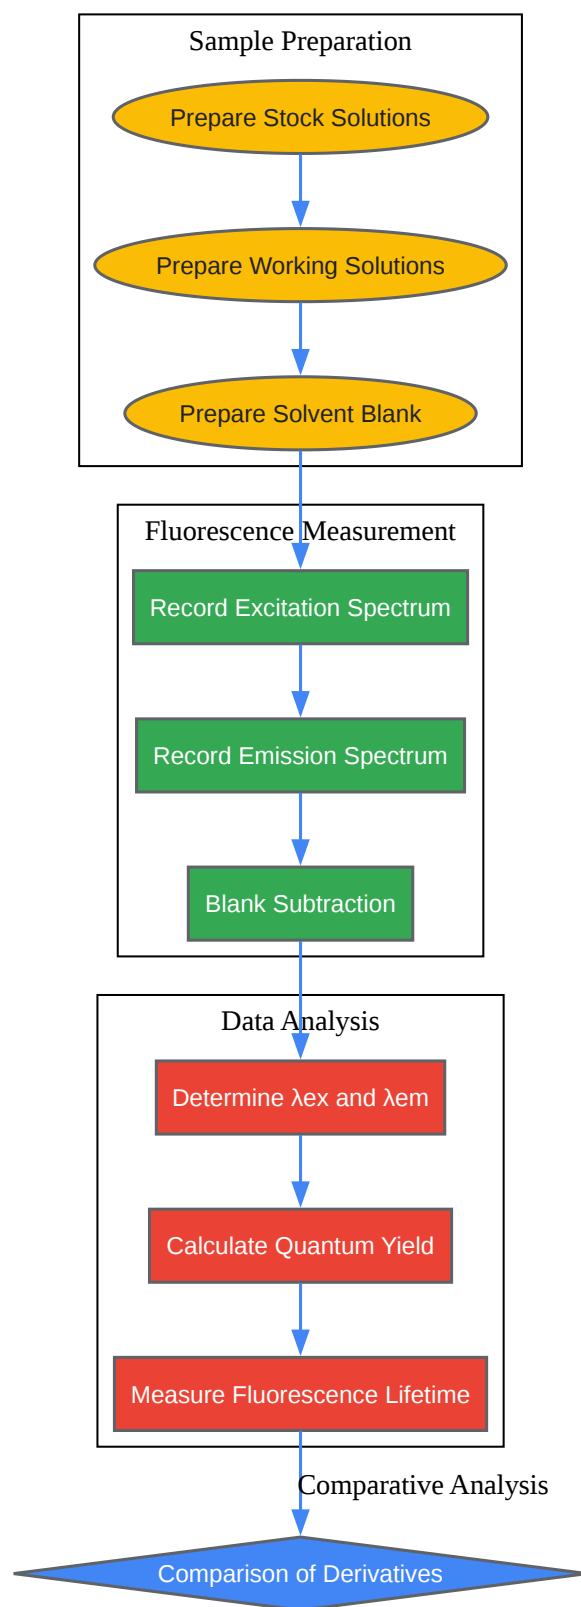 Sample Preparation
Prepare Stock Solutions
Prepare Working Solutions
Prepare Solvent Blank
Fluorescence Measurement
Record Excitation Spectrum
Record Emission Spectrum
Blank Subtraction
Data Analysis
Determine λex and λem
Calculate Quantum Yield
Measure Fluorescence Lifetime
Comparative Analysis
Comparison of Derivatives